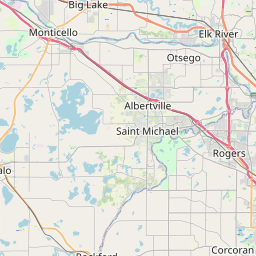 Big Lake
Elk River
Monticello
Otsego
Albertville
Saint Michael
Rogers
Corcoran